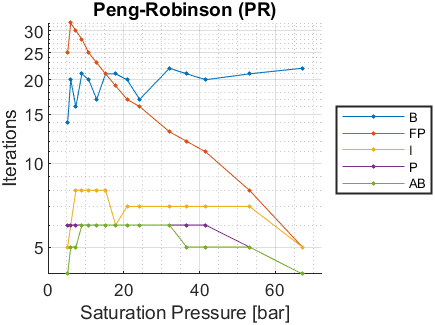 Peng-Robinson (PR)
30
25
20
15
10
5
Iterations
0
20
40
60
Saturation Pressure [bar]
B
FP
I
P
AB